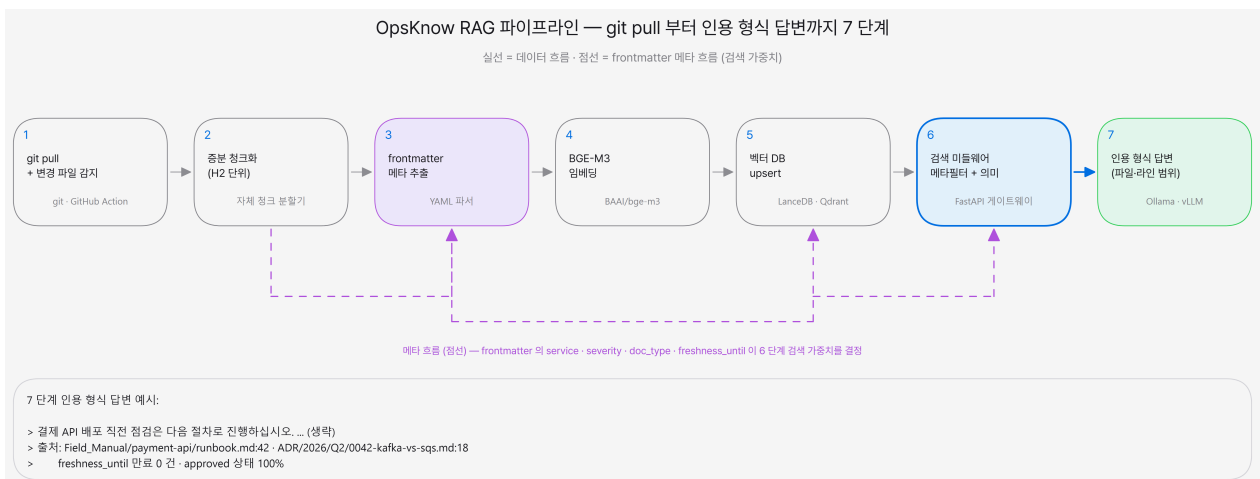 OpsKnow RAG 파이프라인 — git pull 부터 인용 형식 답변까지 7 단계
실선 = 데이터 흐름 · 점선 = frontmatter 메타 흐름 (검색 가중치)
1
git pull
+ 변경 파일 감지
git · GitHub Action
2
증분 청크화
(H2 단위)
자체 청크 분할기
3
frontmatter
메타 추출
YAML 파서
4
BGE-M3
임베딩
BAAI/bge-m3
5
벡터 DB
upsert
LanceDB · Qdrant
6
검색 미들웨어
메타필터 + 의미
FastAPI 게이트웨이
7
인용 형식 답변
(파일·라인 범위)
Ollama · vLLM
메타 흐름 (점선) — frontmatter 의 service · severity · doc_type · freshness_until 이 6 단계 검색 가중치를 결정
7 단계 인용 형식 답변 예시:
> 결제 API 배포 직전 점검은 다음 절차로 진행하십시오. ... (생략)
> 출처: Field_Manual/payment-api/runbook.md:42 · ADR/2026/Q2/0042-kafka-vs-sqs.md:18
> freshness_until 만료 0 건 · approved 상태 100%